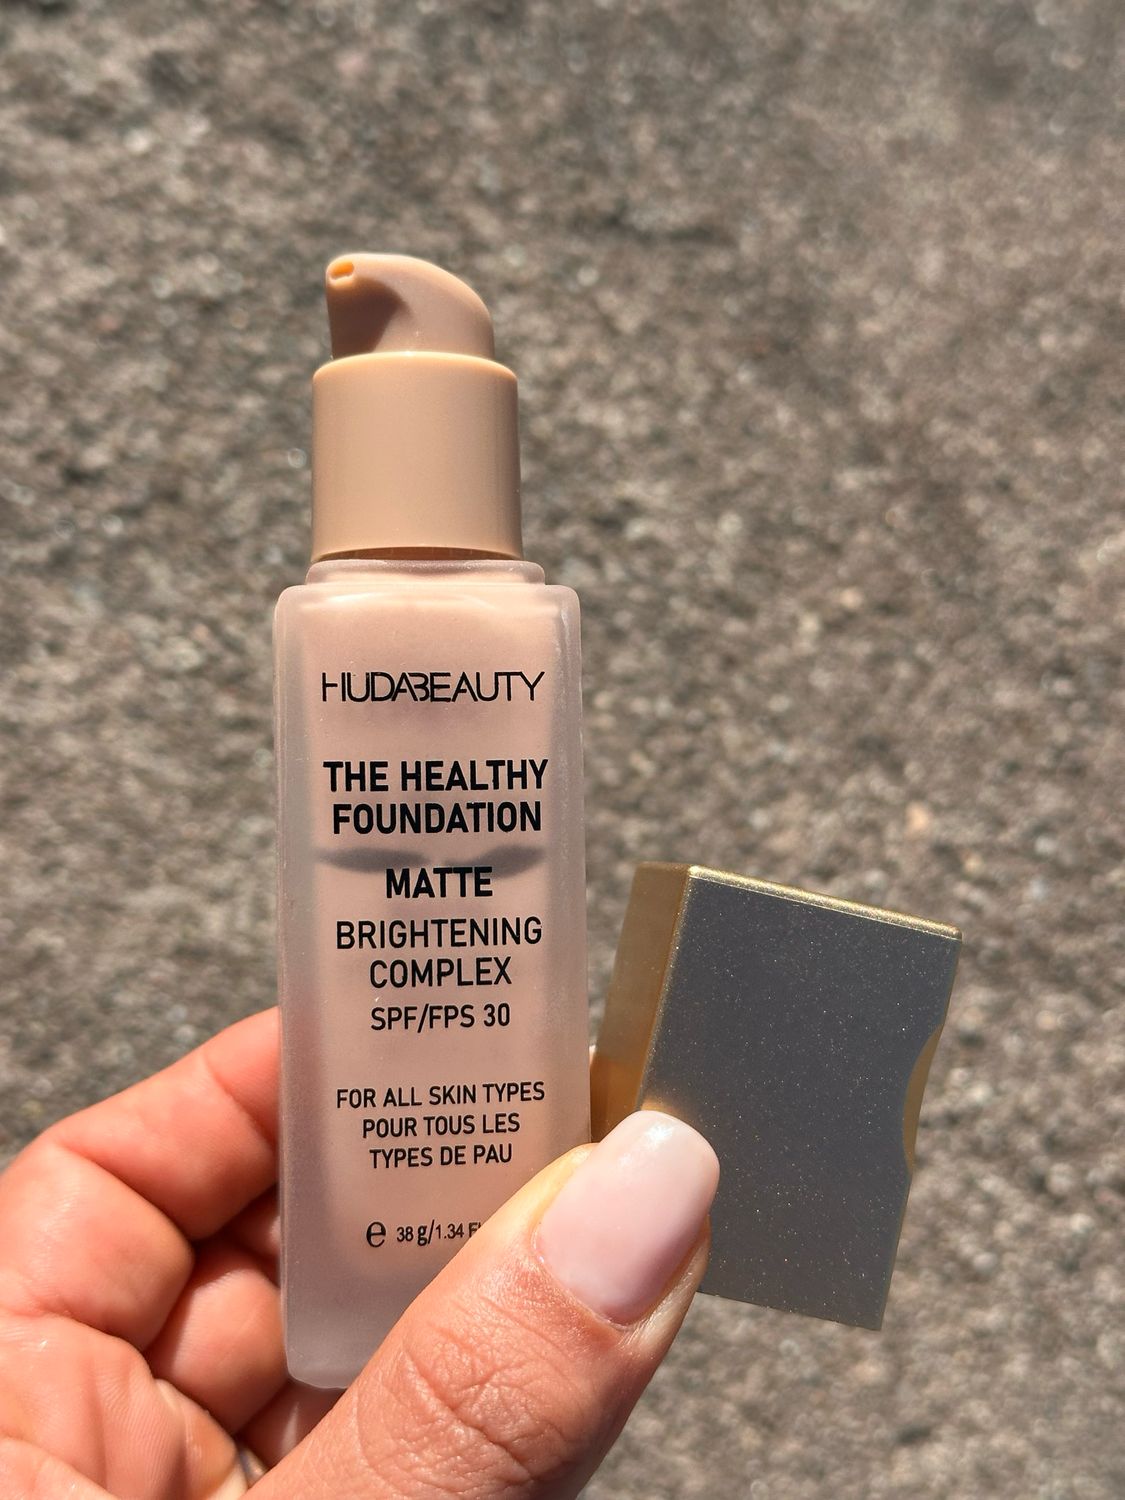 HUDABEAUTY
THE HEALTHY
FOUNDATION
MATTE
BRIGHTENING
COMPLEX
SPF/FPS 30
FOR ALL SKIN TYPES
POUR TOUS LES
TYPES DE PAU
e 38 g/1.34